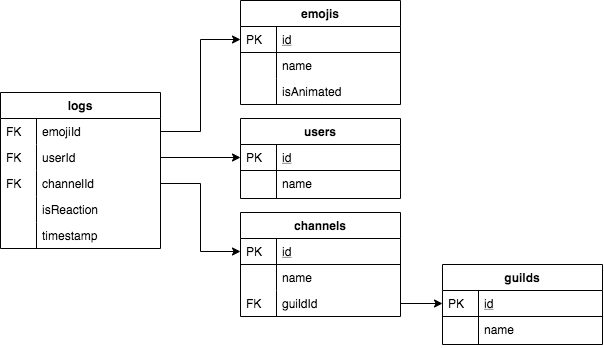 emojis
PK id
name
isAnimated
logs
FK emojiId
FK userId
FK channelId
isReaction
timestamp
users
PK id
name
channels
PK id
name
FK guildId
guilds
PK id
name